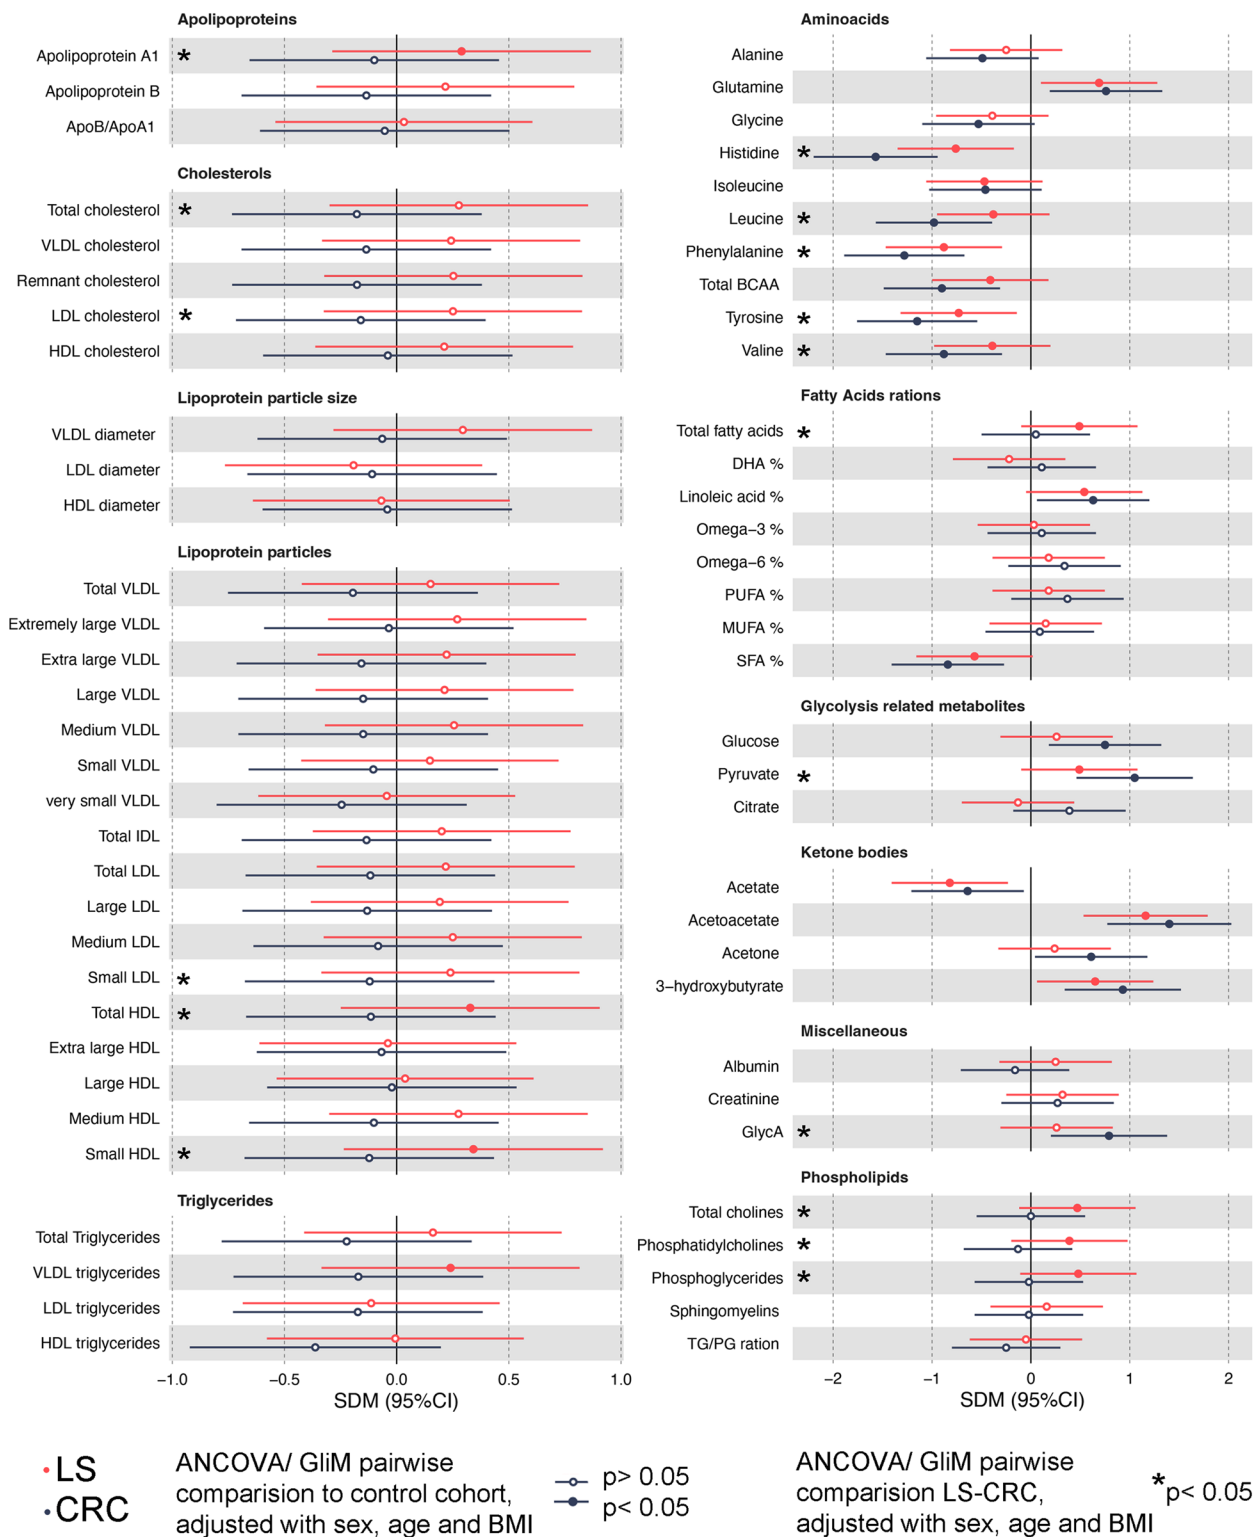 Apolipoproteins
Apolipoprotein A1 *
Apolipoprotein B
ApoB/ApoA1
Cholesterols
Total cholesterol *
VLDL cholesterol
Remnant cholesterol
LDL cholesterol *
HDL cholesterol
Lipoprotein particle size
VLDL diameter
LDL diameter
HDL diameter
Lipoprotein particles
Total VLDL
Extremely large VLDL
Extra large VLDL
Large VLDL
Medium VLDL
Small VLDL
very small VLDL
Total IDL
Total LDL
Large LDL
Medium LDL
Small LDL *
Total HDL *
Extra large HDL
Large HDL
Medium HDL
Small HDL *
Triglycerides
Total Triglycerides
VLDL triglycerides
LDL triglycerides
HDL triglycerides
−1.0 −0.5 0.0 0.5 1.0
SDM (95%CI)
Aminoacids
Alanine
Glutamine
Glycine
Histidine *
Isoleucine
Leucine *
Phenylalanine *
Total BCAA
Tyrosine *
Valine *
Fatty Acids rations
Total fatty acids *
DHA %
Linoleic acid %
Omega−3 %
Omega−6 %
PUFA %
MUFA %
SFA %
Glycolysis related metabolites
Glucose
Pyruvate *
Citrate
Ketone bodies
Acetate
Acetoacetate
Acetone
3−hydroxybutyrate
Miscellaneous
Albumin
Creatinine
GlycA *
Phospholipids
Total cholines *
Phosphatidylcholines *
Phosphoglycerides *
Sphingomyelins
TG/PG ration
−2 −1 0 1 2
SDM (95%CI)
LS
CRC
ANCOVA/ GliM pairwise
comparision to control cohort,
adjusted with sex, age and BMI
p> 0.05
p< 0.05
ANCOVA/ GliM pairwise
comparision LS-CRC,
adjusted with sex, age and BMI
*p< 0.05